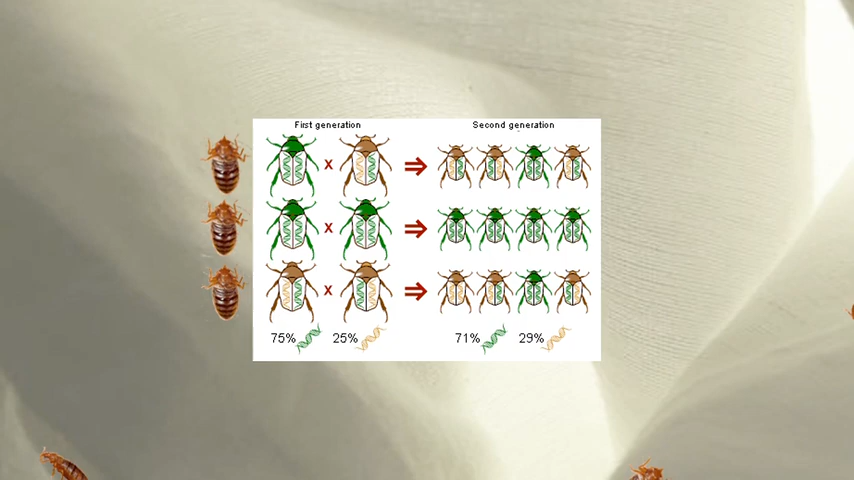 First generation Second generation
x
x
x
75% 25% 71% 29%